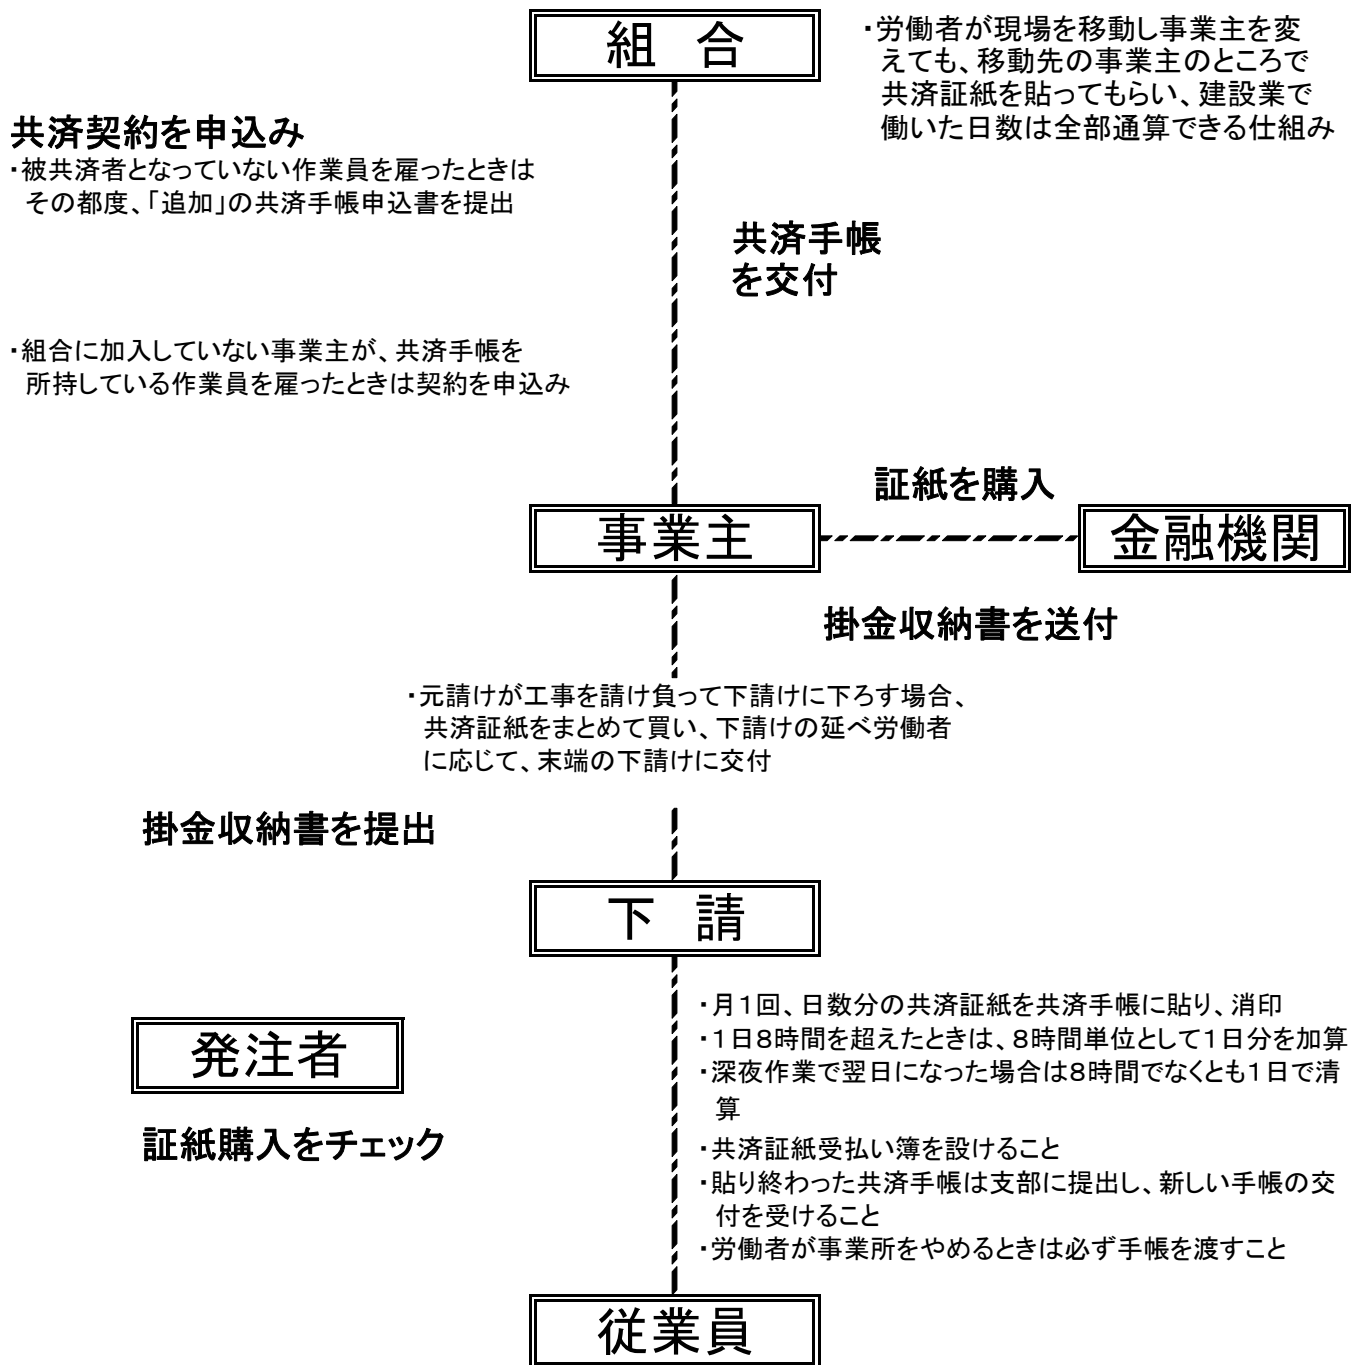 組 合
・労働者が現場を移動し事業主を変
えても、移動先の事業主のところで
共済証紙を貼ってもらい、建設業で
働いた日数は全部通算できる仕組み
共済契約を申込み
・被共済者となっていない作業員を雇ったときは
その都度、「追加」の共済手帳申込書を提出
共済手帳
を交付
・組合に加入していない事業主が、共済手帳を
所持している作業員を雇ったときは契約を申込み
証紙を購入
事業主
金融機関
掛金収納書を送付
・元請けが工事を請け負って下請けに下ろす場合、
共済証紙をまとめて買い、下請けの延べ労働者
に応じて、末端の下請けに交付
掛金収納書を提出
下 請
・月1回、日数分の共済証紙を共済手帳に貼り、消印
・1日8時間を超えたときは、8時間単位として1日分を加算
・深夜作業で翌日になった場合は8時間でなくとも1日で清
算
発注者
証紙購入をチェック
・共済証紙受払い簿を設けること
・貼り終わった共済手帳は支部に提出し、新しい手帳の交
付を受けること
・労働者が事業所をやめるときは必ず手帳を渡すこと
従業員